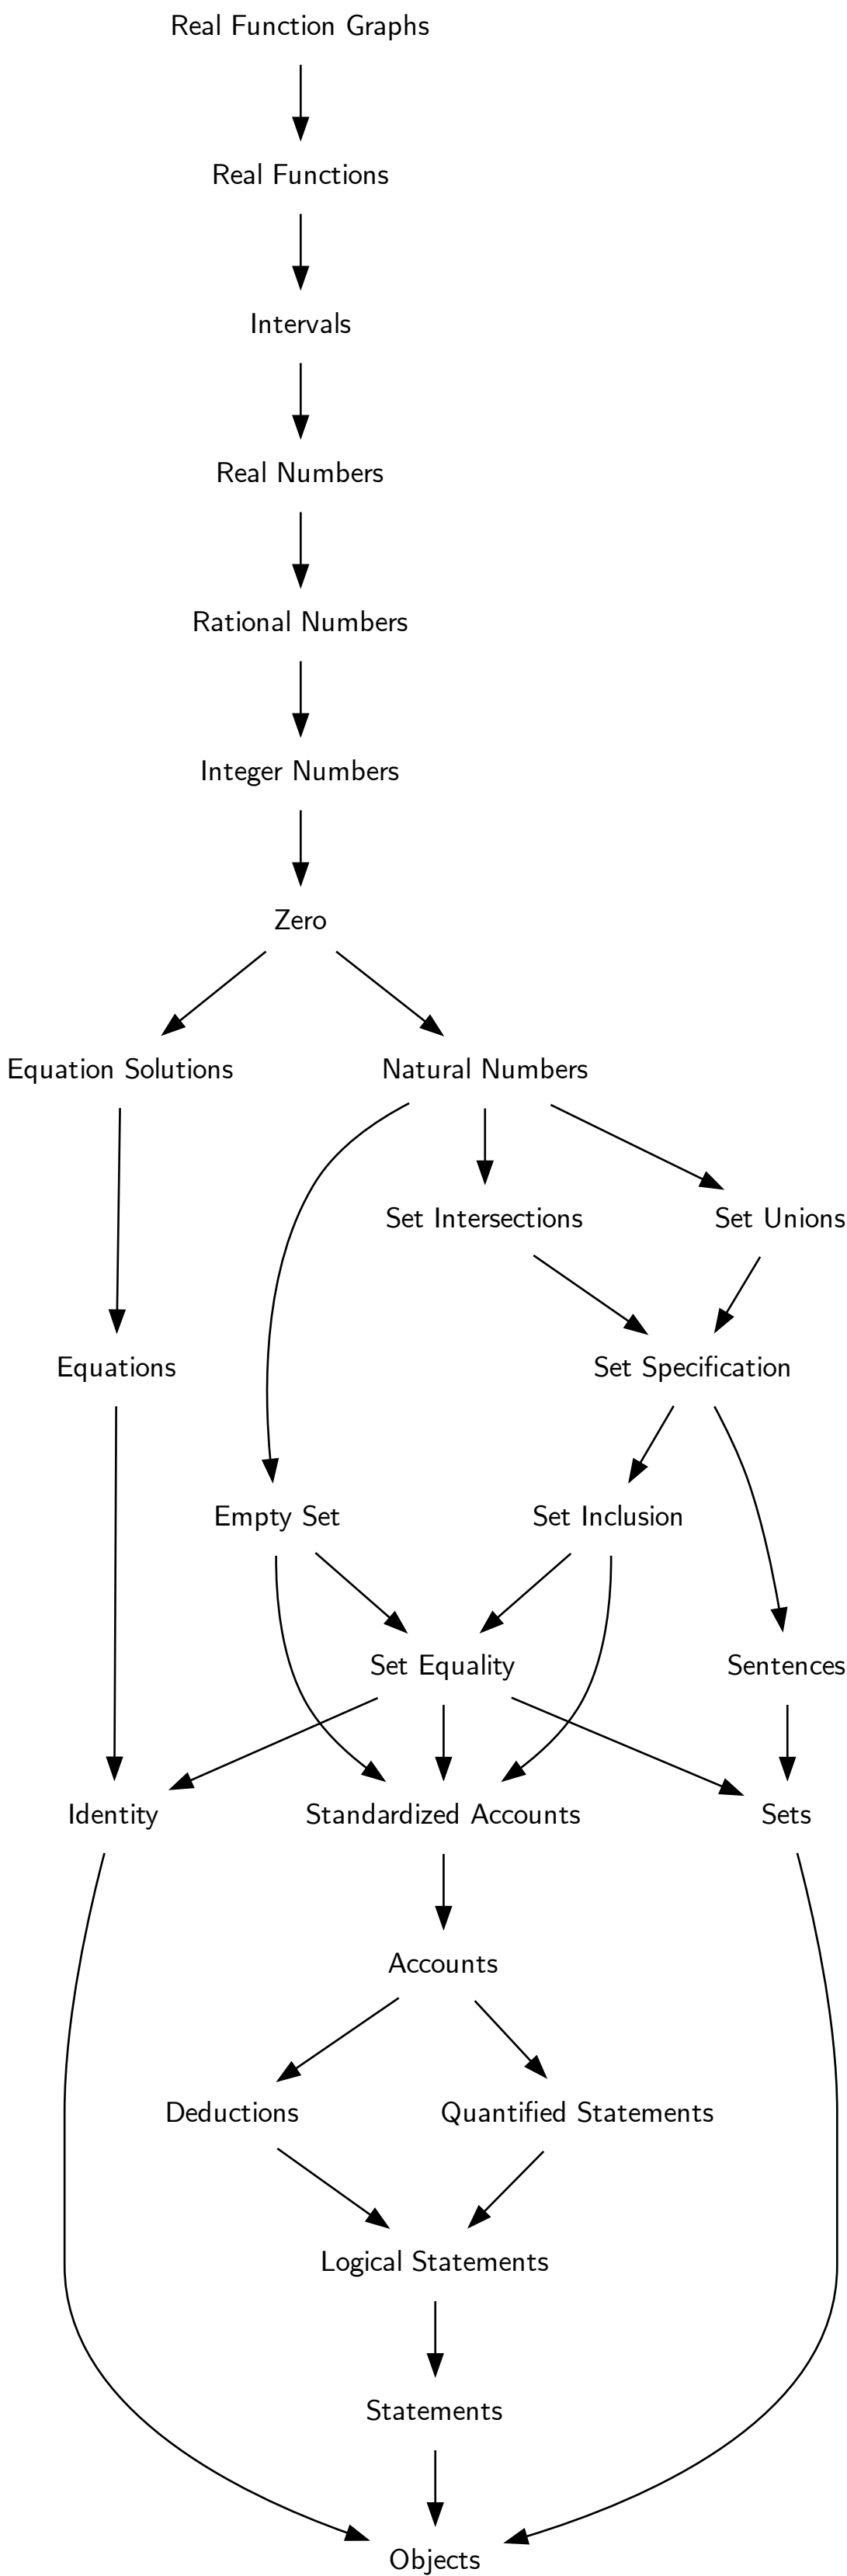 Real Function Graphs
Real Functions
Intervals
Real Numbers
Rational Numbers
Integer Numbers
Zero
Equation Solutions
Natural Numbers
Set Intersections
Set Unions
Equations
Set Specification
Empty Set
Set Inclusion
Set Equality
Sentences
Identity
Standardized Accounts
Sets
Accounts
Deductions
Quantified Statements
Logical Statements
Statements
Objects